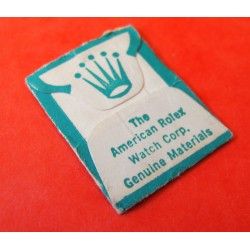 The
American Rolex
Watch Corp.
Genuine Materials